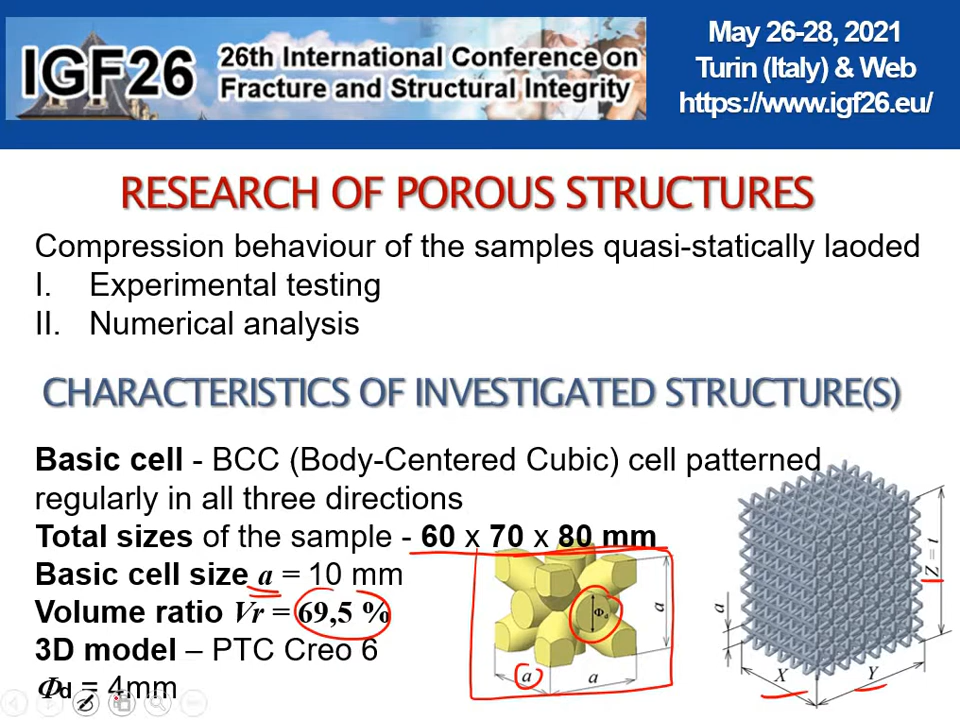 IGF26
26th International Conference on
Fracture and Structural Integrity
May 26-28, 2021
Turin (Italy) & Web
https://www.igf26.eu/
RESEARCH OF POROUS STRUCTURES
Compression behaviour of the samples quasi-statically laoded
I. Experimental testing
II. Numerical analysis
CHARACTERISTICS OF INVESTIGATED STRUCTURE(S)
Basic cell - BCC (Body-Centered Cubic) cell patterned
regularly in all three directions
Total sizes of the sample - 60 x 70 x 80 mm
Basic cell size a = 10 mm
Volume ratio Vr = 69,5 %
3D model – PTC Creo 6
Φd = 4mm
Φd
a
a
a
a
X
Y
Z = t